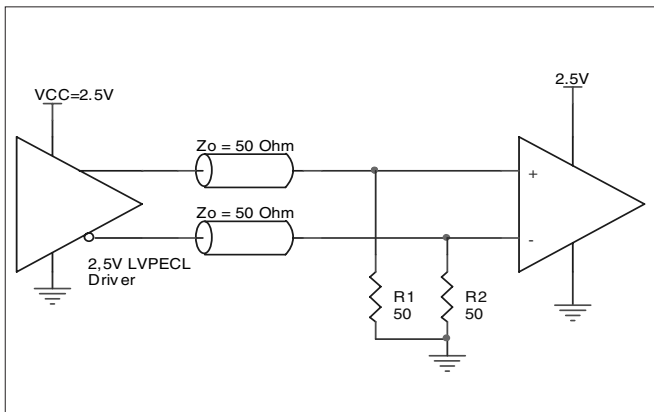 VCC=2.5V
2.5V
Zo = 50 Ohm
+
Zo = 50 Ohm
-
2,5V LVPECL
Driver
R1
50
R2
50